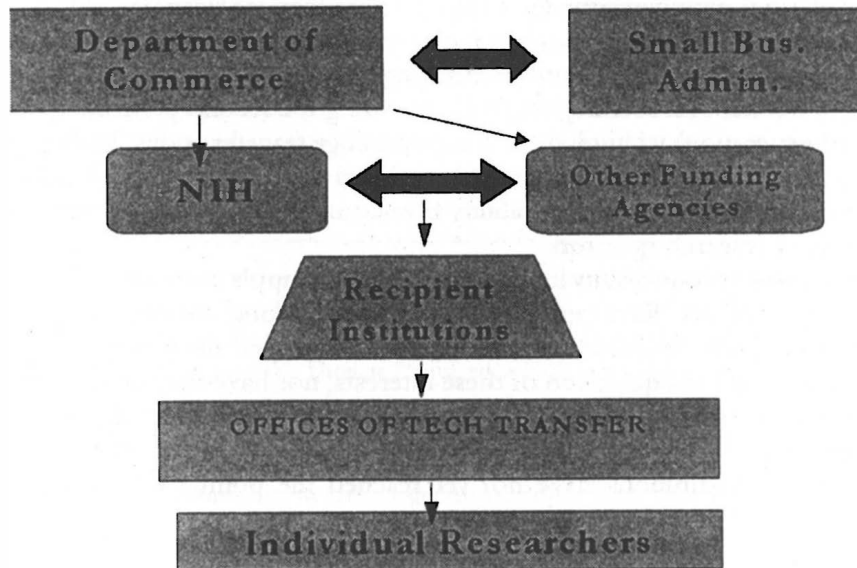 Department of
Commerce
Small Bus.
Admin.
NIH
Other Funding
Agencies
Recipient
Institutions
OFFICES OF TECH TRANSFER
Individual Researchers